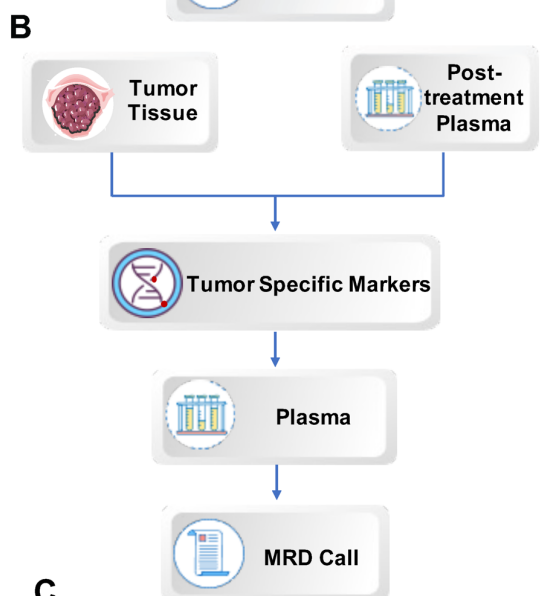 B
Tumor
Tissue
Post-
treatment
Plasma
Tumor Specific Markers
Plasma
MRD Call
C